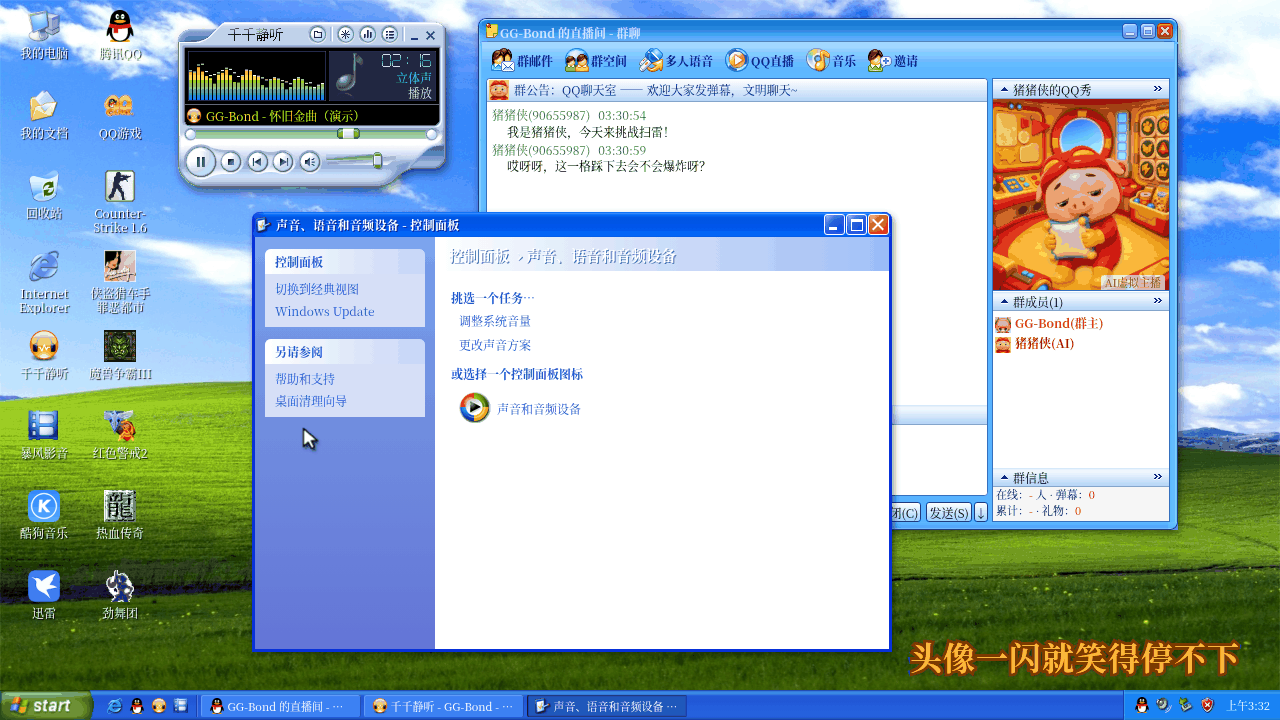 我的电脑
腾讯QQ
我的文档
QQ游戏
回收站
Counter-
Strike 1.6
Internet
Explorer
侠盗猎车手
罪恶都市
千千静听
魔兽争霸III
暴风影音
红色警戒2
酷狗音乐
热血传奇
迅雷
劲舞团
千千静听
02:16
立体声
播放
GG-Bond - 怀旧金曲（演示）
GG-Bond 的直播间 - 群聊
群邮件
群空间
多人语音
QQ直播
音乐
邀请
群公告: QQ聊天室 —— 欢迎大家发弹幕，文明聊天~
猪猪侠(90655987) 03:30:54
我是猪猪侠，今天来挑战扫雷！
猪猪侠(90655987) 03:30:59
哎呀呀，这一格踩下去会不会爆炸呀？
猪猪侠的QQ秀
AI虚拟主播
群成员(1)
GG-Bond(群主)
猪猪侠(AI)
群信息
在线: - 人 · 弹幕: 0
累计: - · 礼物: 0
闭(C)
发送(S)
↓
声音、语音和音频设备 - 控制面板
控制面板
切换到经典视图
Windows Update
另请参阅
帮助和支持
桌面清理向导
控制面板 › 声音、语音和音频设备
挑选一个任务…
调整系统音量
更改声音方案
或选择一个控制面板图标
声音和音频设备
头像一闪就笑得停不下
start
GG-Bond 的直播间 - …
千千静听 - GG-Bond - …
声音、语音和音频设备 …
上午3:32